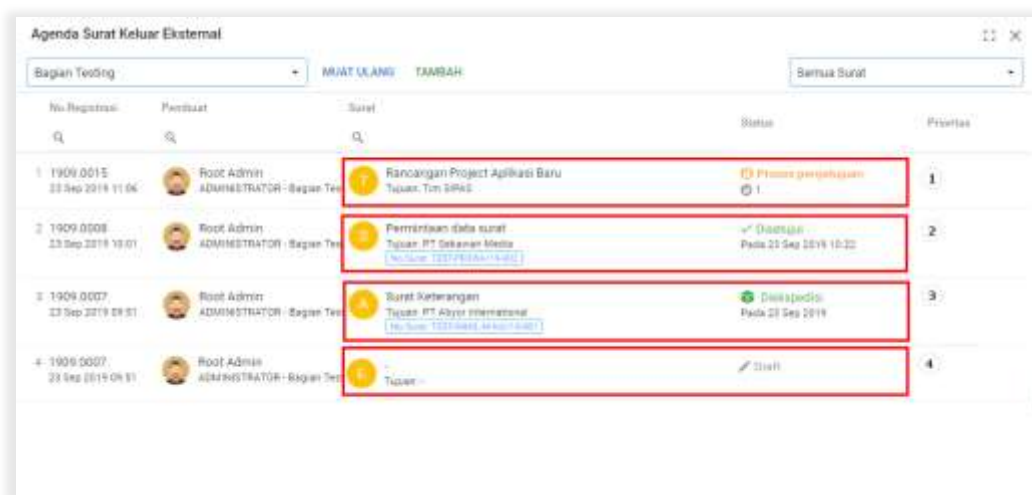 Agenda Surat Keluar Eksternal
Bagian Testing MUAT ULANG TAMBAH Semua Surat
No Registrasi Pembuat Surat Status Prioritas
1 1909.0015 Root Admin T Rancangan Project Aplikasi Baru Proses persetujuan 1
23 Sep 2019 11:06 ADMINISTRATOR - Bagian Tes Tujuan: Tim SIPAS 1
2 1909.0008 Root Admin Permintaan data surat Disetujui 2
23 Sep 2019 10:01 ADMINISTRATOR - Bagian Tes Tujuan: PT Sekawan Media Pada 23 Sep 2019 10:22
No Surat:
3 1909.0007 Root Admin A Surat Keterangan Diekspedisi 3
23 Sep 2019 09:51 ADMINISTRATOR - Bagian Tes Tujuan: PT Abyor International Pada 23 Sep 2019
No Surat:
4 1909.0007 Root Admin E - Draft 4
23 Sep 2019 09:51 ADMINISTRATOR - Bagian Tes Tujuan: -